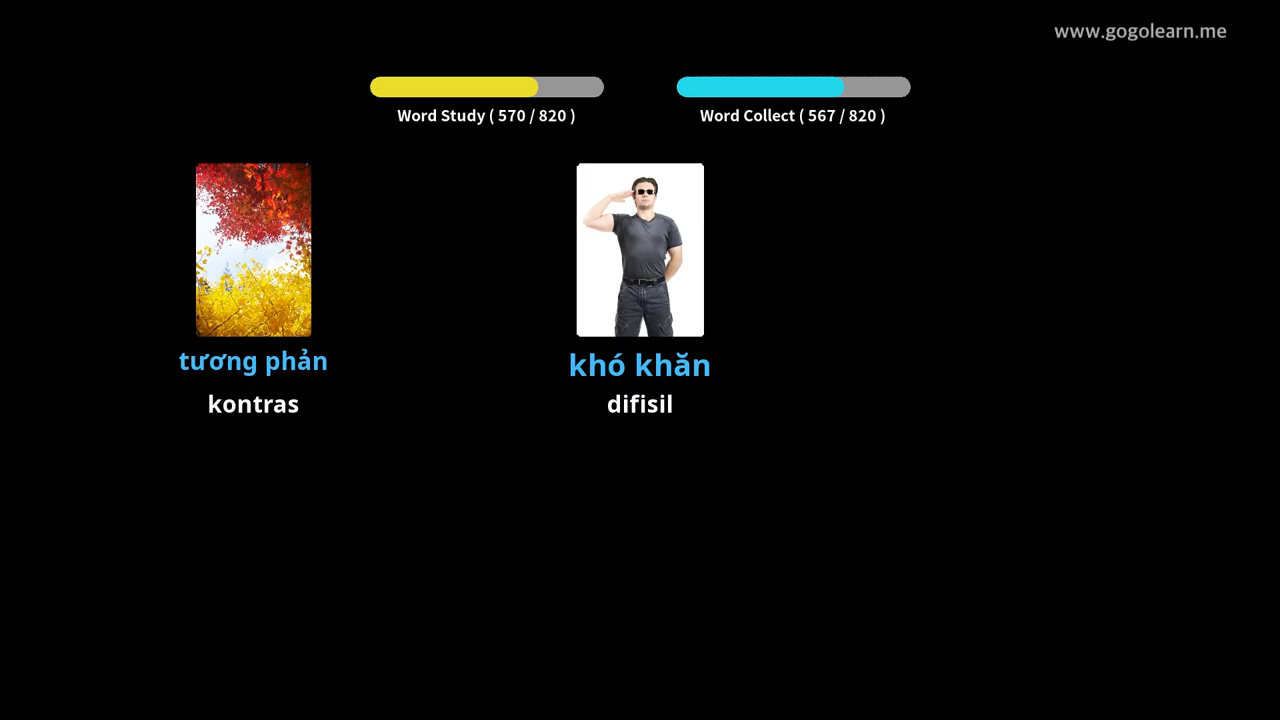 www.gogolearn.me
Word Study ( 570 / 820 )
Word Collect ( 567 / 820 )
tương phản
kontras
khó khăn
difisil